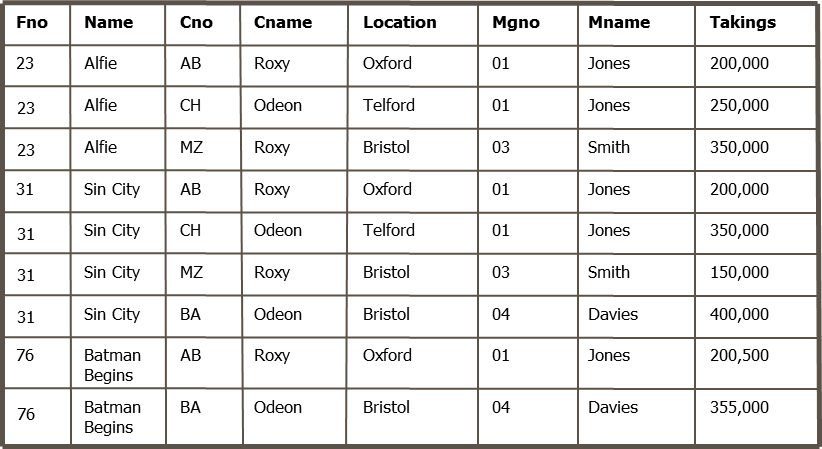 Fno Name Cno Cname Location Mgno Mname Takings
23 Alfie AB Roxy Oxford 01 Jones 200,000
23 Alfie CH Odeon Telford 01 Jones 250,000
23 Alfie MZ Roxy Bristol 03 Smith 350,000
31 Sin City AB Roxy Oxford 01 Jones 200,000
31 Sin City CH Odeon Telford 01 Jones 350,000
31 Sin City MZ Roxy Bristol 03 Smith 150,000
31 Sin City BA Odeon Bristol 04 Davies 400,000
76 Batman AB Roxy Oxford 01 Jones 200,500
Begins
76 Batman BA Odeon Bristol 04 Davies 355,000
Begins